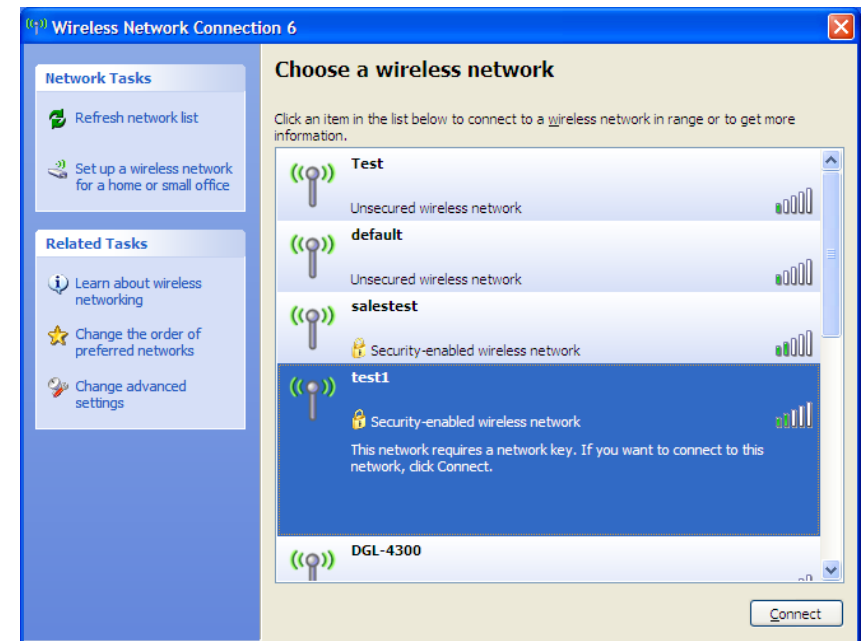 Wireless Network Connection 6
Network Tasks
Refresh network list
Set up a wireless network
for a home or small office
Related Tasks
Learn about wireless
networking
Change the order of
preferred networks
Change advanced
settings
Choose a wireless network
Click an item in the list below to connect to a wireless network in range or to get more
information.
Test
Unsecured wireless network
default
Unsecured wireless network
salestest
Security-enabled wireless network
test1
Security-enabled wireless network
This network requires a network key. If you want to connect to this
network, click Connect.
DGL-4300
Connect